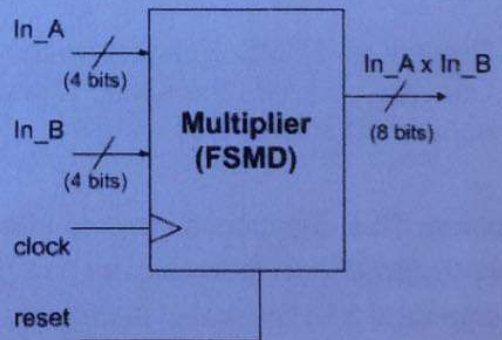 In_A
(4 bits)
In_B
(4 bits)
clock
reset
Multiplier
(FSMD)
In_A x In_B
(8 bits)